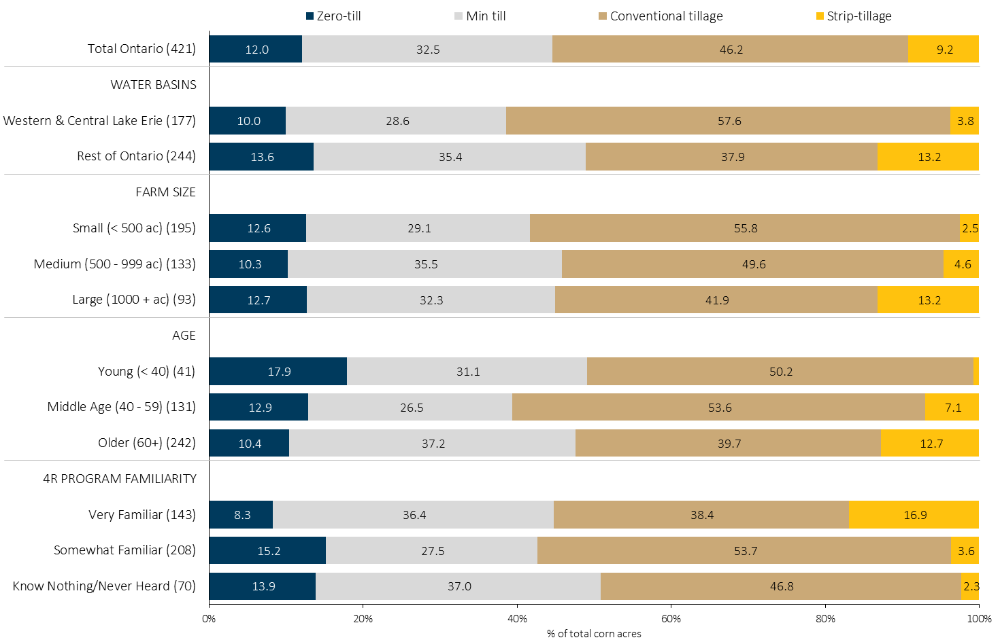 Zero-till Min till Conventional tillage Strip-tillage
Total Ontario (421) 12.0 32.5 46.2 9.2
WATER BASINS
Western & Central Lake Erie (177) 10.0 28.6 57.6 3.8
Rest of Ontario (244) 13.6 35.4 37.9 13.2
FARM SIZE
Small (< 500 ac) (195) 12.6 29.1 55.8 2.5
Medium (500 - 999 ac) (133) 10.3 35.5 49.6 4.6
Large (1000 + ac) (93) 12.7 32.3 41.9 13.2
AGE
Young (< 40) (41) 17.9 31.1 50.2
Middle Age (40 - 59) (131) 12.9 26.5 53.6 7.1
Older (60+) (242) 10.4 37.2 39.7 12.7
4R PROGRAM FAMILIARITY
Very Familiar (143) 8.3 36.4 38.4 16.9
Somewhat Familiar (208) 15.2 27.5 53.7 3.6
Know Nothing/Never Heard (70) 13.9 37.0 46.8 2.3
0% 20% 40% 60% 80% 100%
% of total corn acres